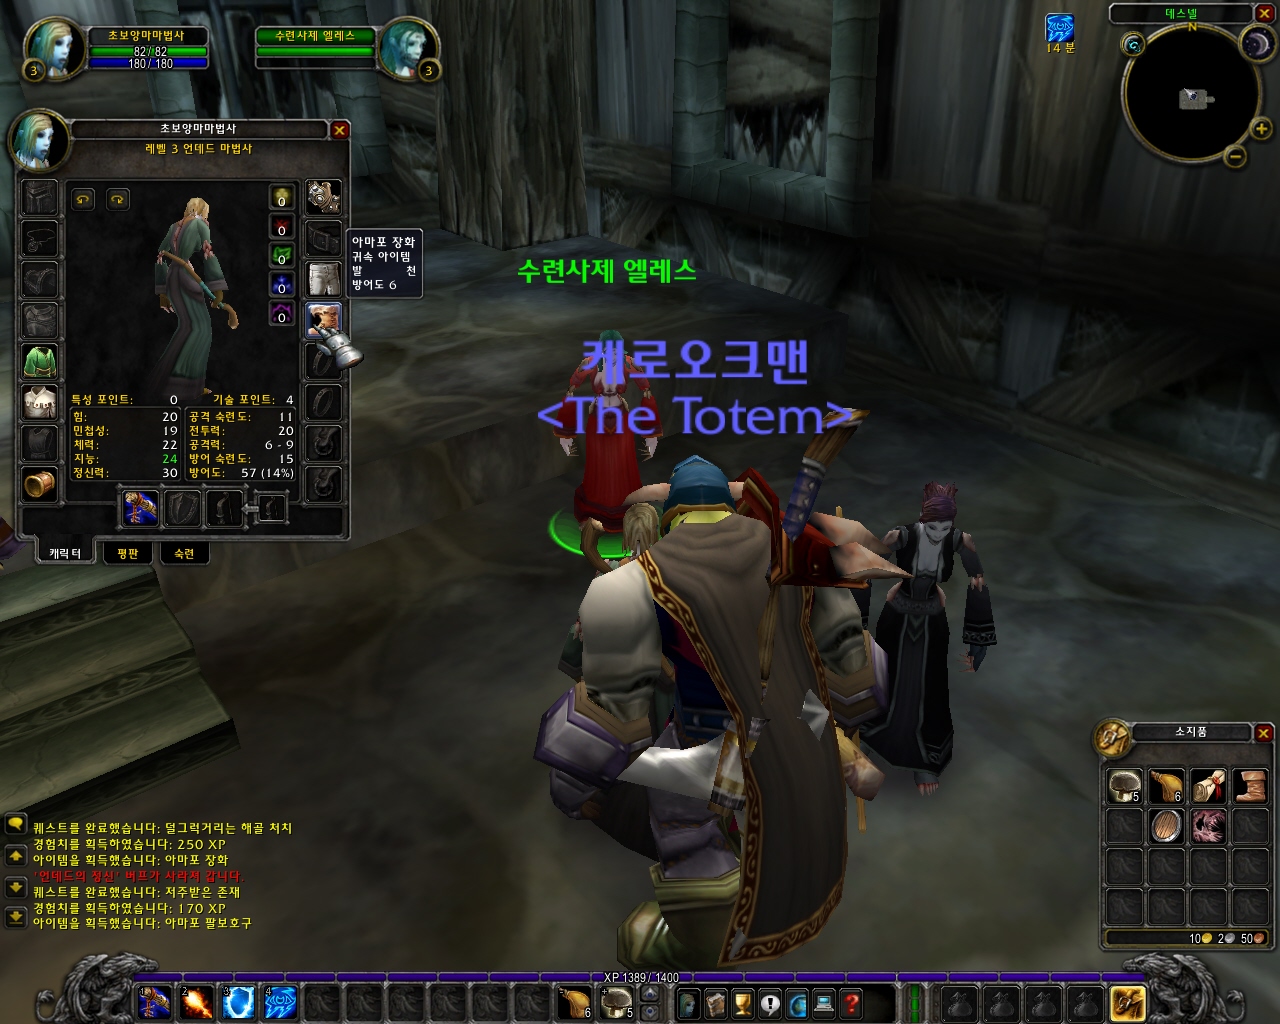 초보앙마마법사
82 / 82
180 / 180
3
수련사제 엘레스
3
14 분
데스넬
N
초보앙마마법사
레벨 3 언데드 마법사
0
0
0
0
0
아마포 장화
귀속 아이템
발 천
방어도 6
특성 포인트: 0 기술 포인트: 4
힘: 20 공격 숙련도: 11
민첩성: 19 전투력: 20
체력: 22 공격력: 6 - 9
지능: 24 방어 숙련도: 15
정신력: 30 방어도: 57 (14%)
캐릭터 평판 숙련
수련사제 엘레스
캐로오크맨
<The Totem>
소지품
5 6
10 2 50
퀘스트를 완료했습니다: 덜그럭거리는 해골 처치
경험치를 획득하였습니다: 250 XP
아이템을 획득했습니다: 아마포 장화
'언데드의 정신' 버프가 사라져 갑니다.
퀘스트를 완료했습니다: 저주받은 존재
경험치를 획득하였습니다: 170 XP
아이템을 획득했습니다: 아마포 팔보호구
XP 1389 / 1400
1 2 3 4 6 5